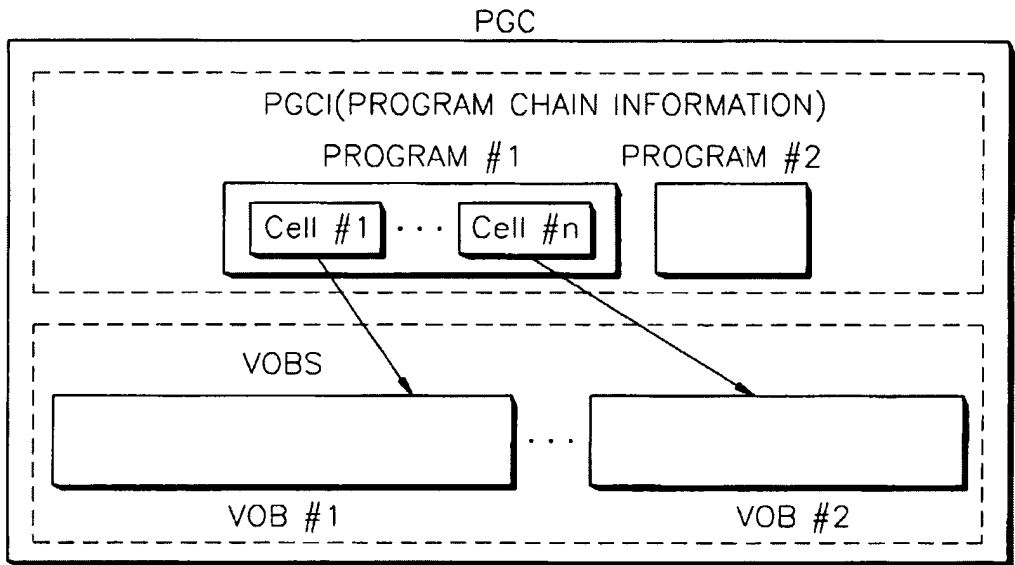 PGC
PGCI(PROGRAM CHAIN INFORMATION)
PROGRAM #1 PROGRAM #2
Cell #1 ··· Cell #n
VOBS
···
VOB #1 VOB #2